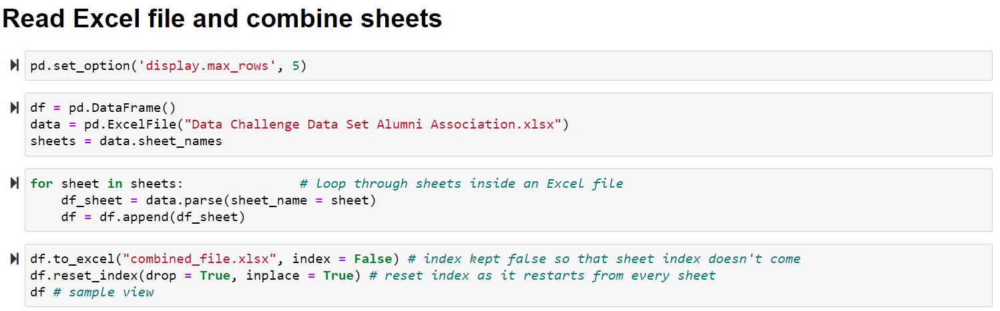 Read Excel file and combine sheets
pd.set_option('display.max_rows', 5)
df = pd.DataFrame()
data = pd.ExcelFile("Data Challenge Data Set Alumni Association.xlsx")
sheets = data.sheet_names
for sheet in sheets:               # loop through sheets inside an Excel file
    df_sheet = data.parse(sheet_name = sheet)
    df = df.append(df_sheet)
df.to_excel("combined_file.xlsx", index = False) # index kept false so that sheet index doesn't come
df.reset_index(drop = True, inplace = True) # reset index as it restarts from every sheet
df # sample view